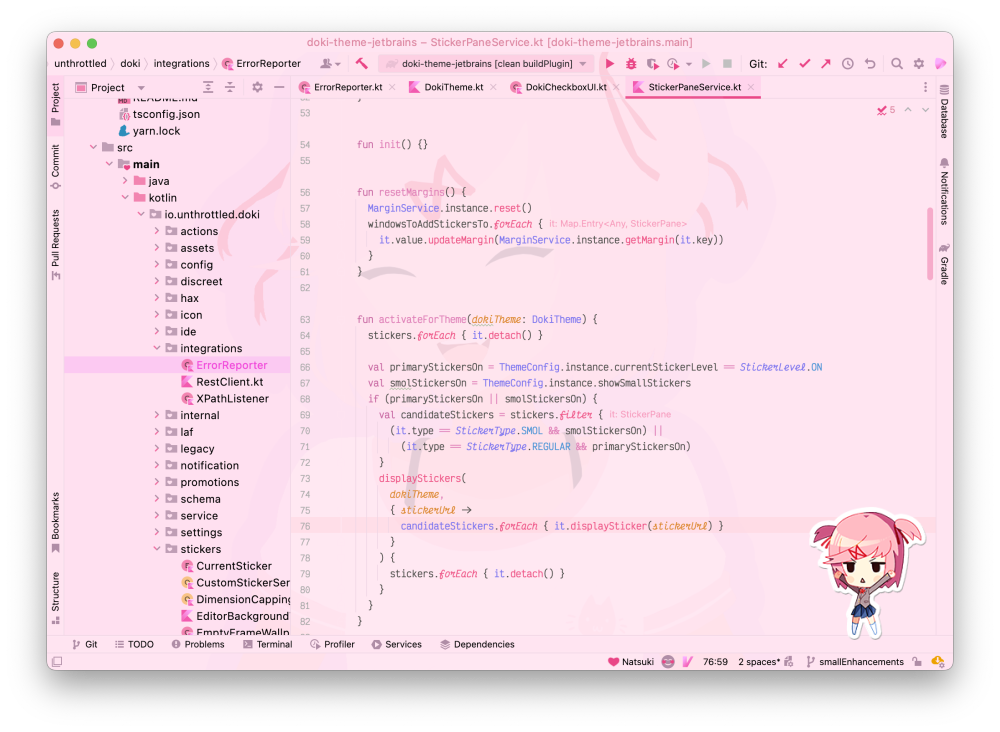 doki-theme-jetbrains – StickerPaneService.kt [doki-theme-jetbrains.main]
unthrottled › doki › integrations › ErrorReporter
doki-theme-jetbrains [clean buildPlugin]
Git:
Project
ErrorReporter.kt
DokiTheme.kt
DokiCheckboxUI.kt
StickerPaneService.kt
Project
Commit
Pull Requests
Bookmarks
Structure
README.md
tsconfig.json
yarn.lock
src
main
java
kotlin
io.unthrottled.doki
actions
assets
config
discreet
hax
icon
ide
integrations
ErrorReporter
RestClient.kt
XPathListener
internal
laf
legacy
notification
promotions
schema
service
settings
stickers
CurrentSticker
CustomStickerSer
DimensionCapping
EditorBackground
EmptyFrameWallp
52 }
53
54 fun init() {}
55
56 fun resetMargins() {
57 MarginService.instance.reset()
58 windowsToAddStickersTo.forEach { it: Map.Entry<Any, StickerPane>
59 it.value.updateMargin(MarginService.instance.getMargin(it.key))
60 }
61 }
62
63 fun activateForTheme(dokiTheme: DokiTheme) {
64 stickers.forEach { it.detach() }
65
66 val primaryStickersOn = ThemeConfig.instance.currentStickerLevel == StickerLevel.ON
67 val smolStickersOn = ThemeConfig.instance.showSmallStickers
68 if (primaryStickersOn || smolStickersOn) {
69 val candidateStickers = stickers.filter { it: StickerPane
70 (it.type == StickerType.SMOL && smolStickersOn) ||
71 (it.type == StickerType.REGULAR && primaryStickersOn)
72 }
73 displayStickers(
74 dokiTheme,
75 { stickerUrl →
76 candidateStickers.forEach { it.displaySticker(stickerUrl) }
77 }
78 ) {
79 stickers.forEach { it.detach() }
80 }
81 }
82 }
5
Database
Notifications
Gradle
Git
TODO
Problems
Terminal
Profiler
Services
Dependencies
Natsuki
76:59
2 spaces*
smallEnhancements